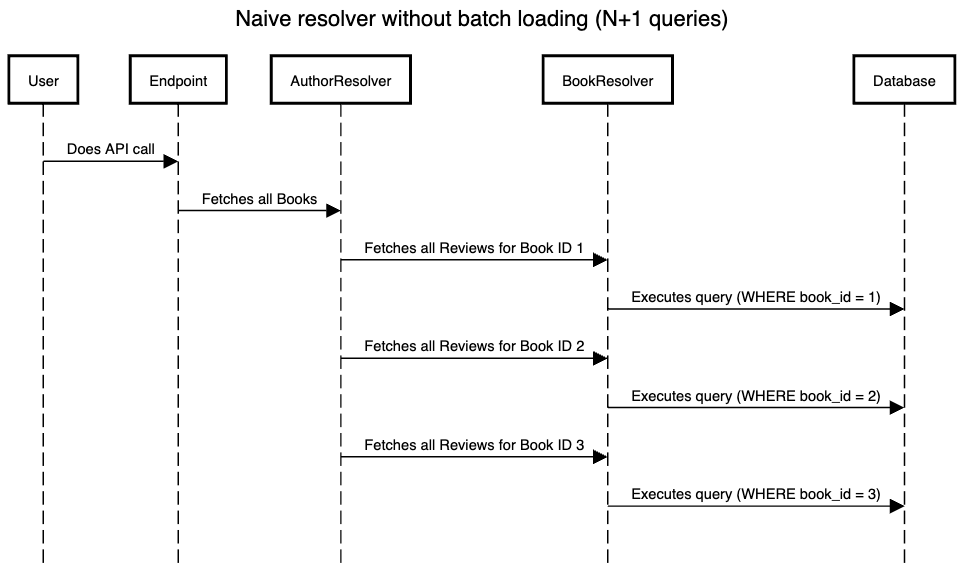 Naive resolver without batch loading (N+1 queries)
User
Endpoint
AuthorResolver
BookResolver
Database
Does API call
Fetches all Books
Fetches all Reviews for Book ID 1
Executes query (WHERE book_id = 1)
Fetches all Reviews for Book ID 2
Executes query (WHERE book_id = 2)
Fetches all Reviews for Book ID 3
Executes query (WHERE book_id = 3)